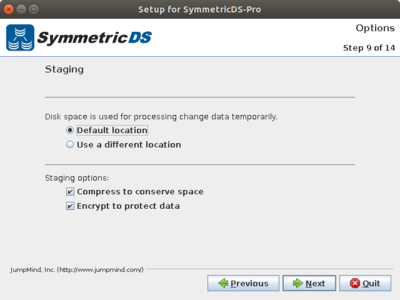 Setup for SymmetricDS-Pro
SymmetricDS
Options
Step 9 of 14
Staging
Disk space is used for processing change data temporarily.
Default location
Use a different location
Staging options:
Compress to conserve space
Encrypt to protect data
JumpMind, Inc. (http://www.jumpmind.com/)
Previous
Next
Quit